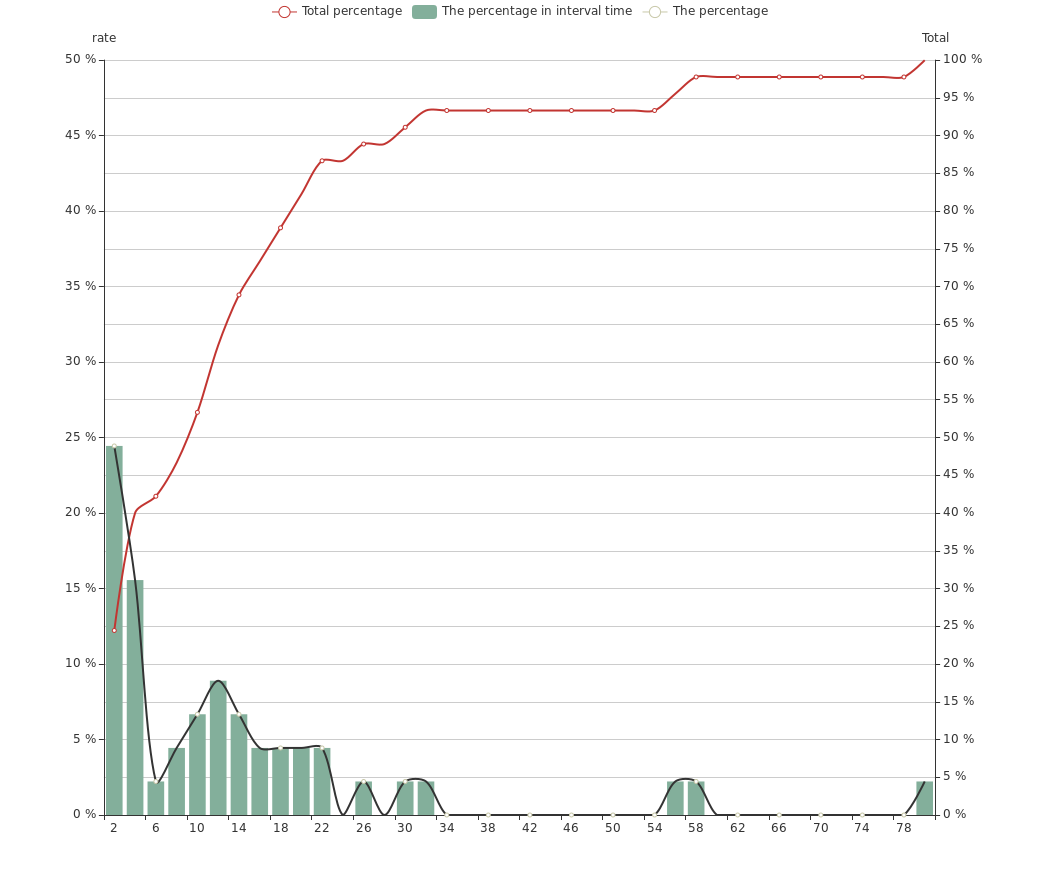 Total percentage The percentage in interval time The percentage
rate Total
50 % 100 %
95 %
45 % 90 %
85 %
40 % 80 %
75 %
35 % 70 %
65 %
30 % 60 %
55 %
25 % 50 %
45 %
20 % 40 %
35 %
15 % 30 %
25 %
10 % 20 %
15 %
5 % 10 %
5 %
0 % 0 %
2 6 10 14 18 22 26 30 34 38 42 46 50 54 58 62 66 70 74 78